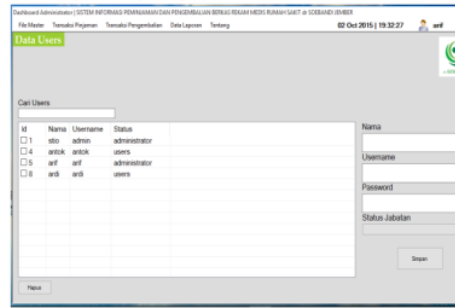 Dashboard Administrator | SISTEM INFORMASI PEMINJAMAN DAN PENGEMBALIAN BERKAS REKAM MEDIS RUMAH SAKIT dr SOEBANDI JEMBER
File Master Transaksi Pinjaman Transaksi Pengembalian Data Laporan Tentang 02 Oct 2015 | 19:32:27 arif
Data Users
Cari Users
Id Nama Username Status
1 sbo admin administrator
4 antok antok users
5 arif arif administrator
8 ardi ardi users
Nama
Username
Password
Status Jabatan
Simpan
Hapus